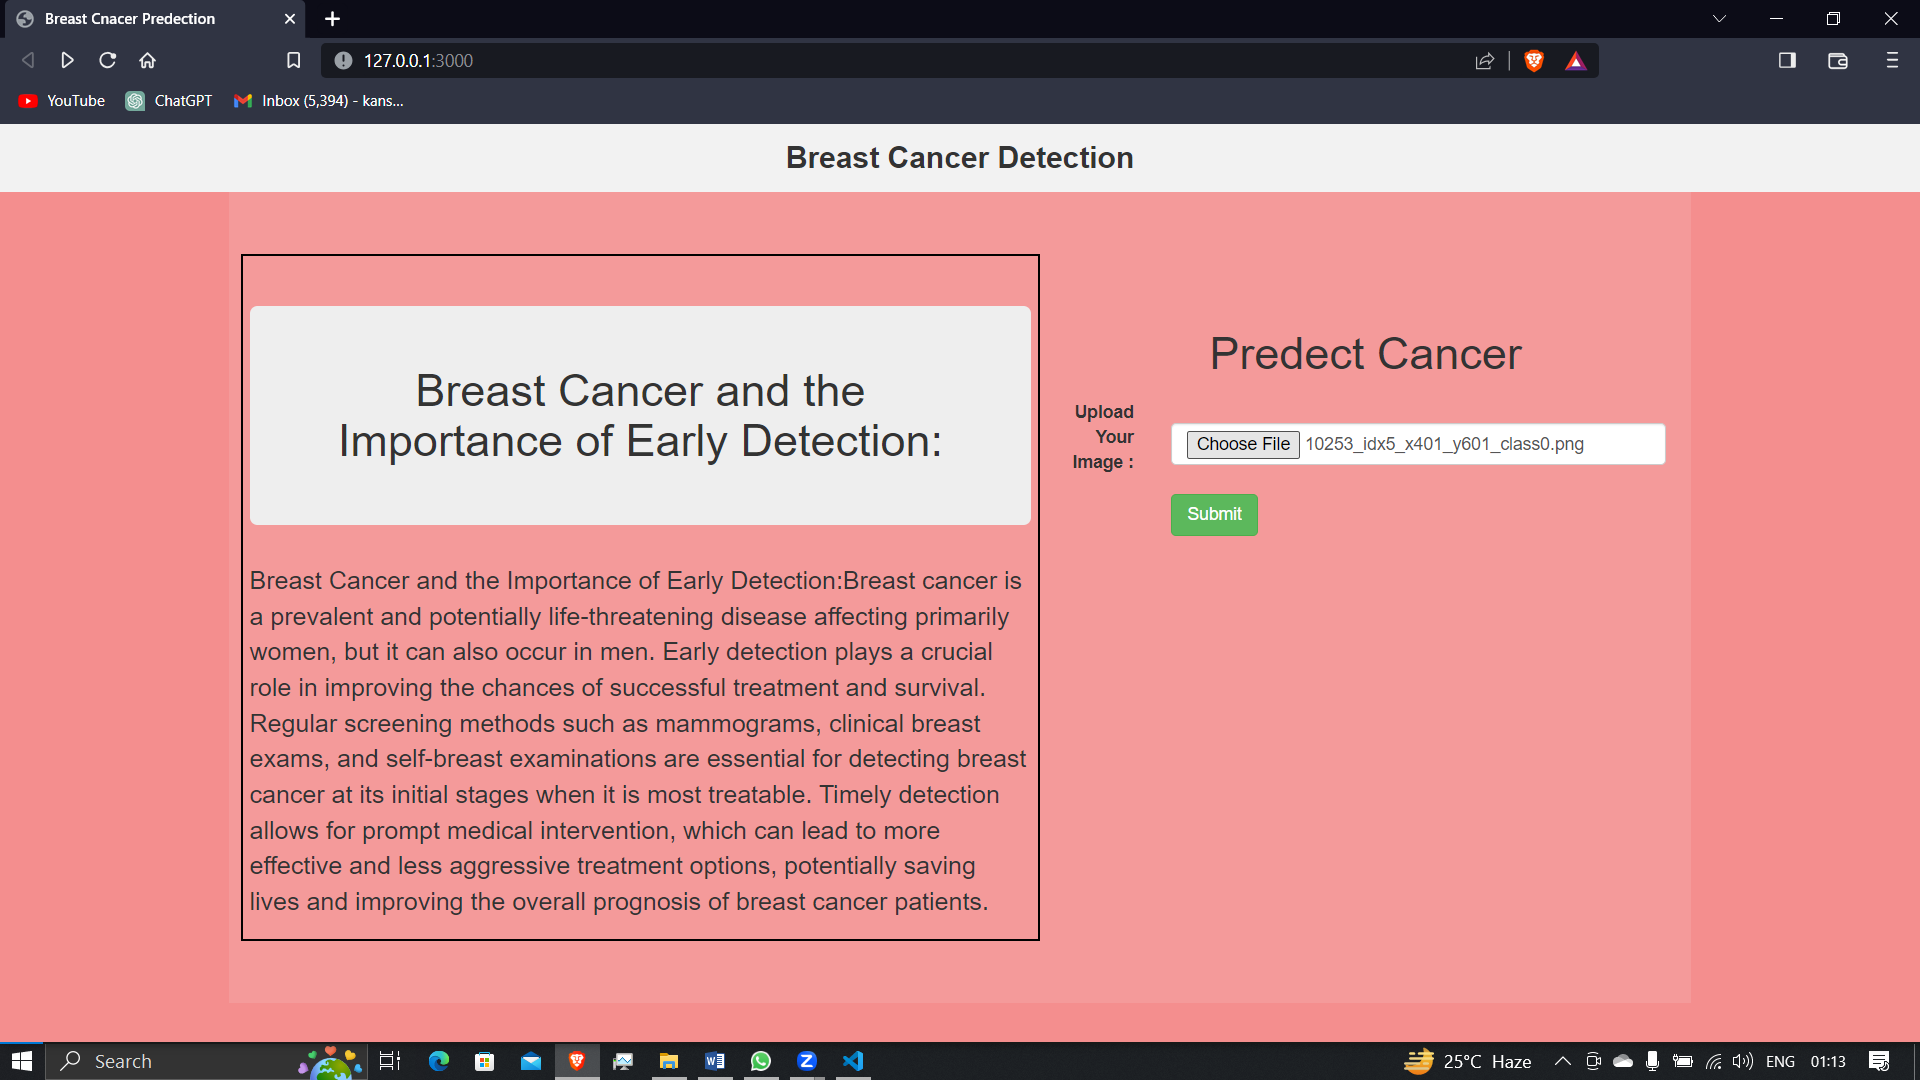 Breast Cnacer Predection
127.0.0.1:3000
YouTube
ChatGPT
Inbox (5,394) - kans...
Breast Cancer Detection
Breast Cancer and the
Importance of Early Detection:
Breast Cancer and the Importance of Early Detection:Breast cancer is
a prevalent and potentially life-threatening disease affecting primarily
women, but it can also occur in men. Early detection plays a crucial
role in improving the chances of successful treatment and survival.
Regular screening methods such as mammograms, clinical breast
exams, and self-breast examinations are essential for detecting breast
cancer at its initial stages when it is most treatable. Timely detection
allows for prompt medical intervention, which can lead to more
effective and less aggressive treatment options, potentially saving
lives and improving the overall prognosis of breast cancer patients.
Predect Cancer
Upload
Your
Image :
Choose File 10253_idx5_x401_y601_class0.png
Submit
Search
25°C Haze
ENG
01:13